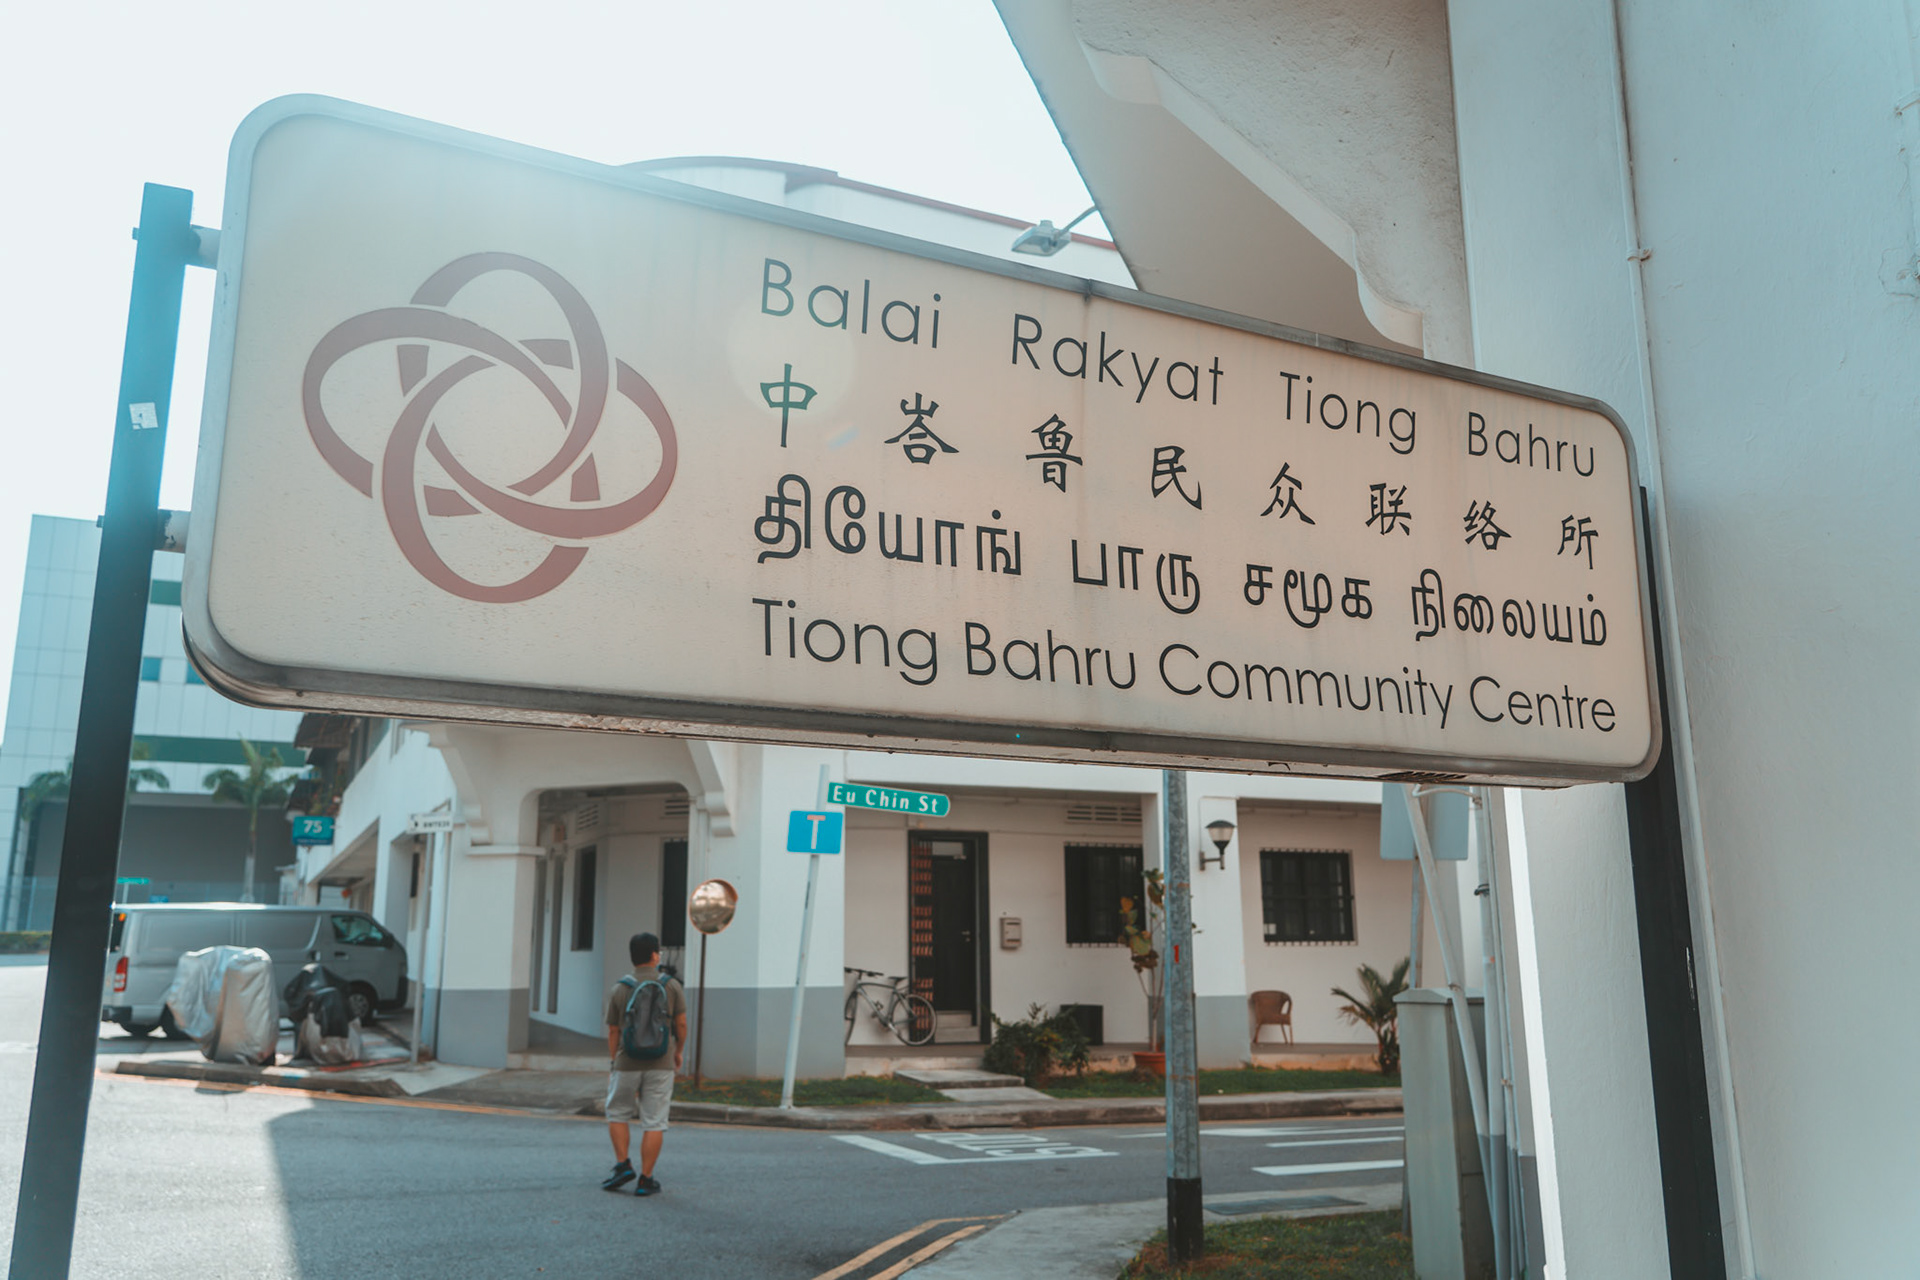 Balai Rakyat Tiong Bahru
中峇鲁民众联络所
தியோங் பாரு சமூக நிலையம்
Tiong Bahru Community Centre
Eu Chin St
T
75